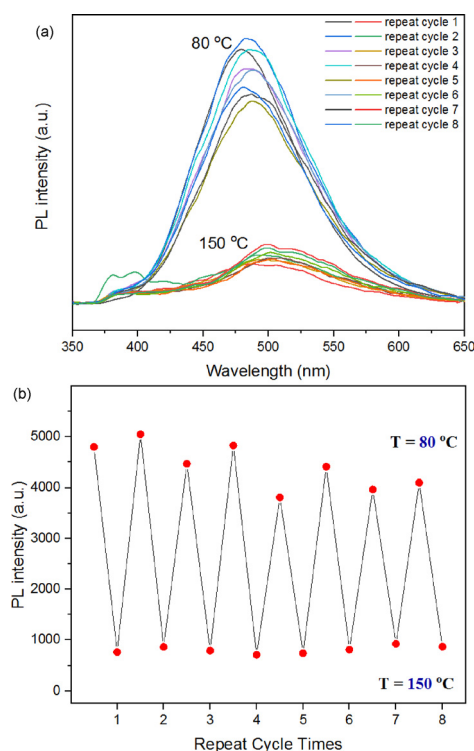 (a)
80 °C
150 °C
repeat cycle 1
repeat cycle 2
repeat cycle 3
repeat cycle 4
repeat cycle 5
repeat cycle 6
repeat cycle 7
repeat cycle 8
PL intensity (a.u.)
350 400 450 500 550 600 650
Wavelength (nm)
(b)
T = 80 °C
5000
4000
3000
2000
1000
0
PL intensity (a.u.)
T = 150 °C
1 2 3 4 5 6 7 8
Repeat Cycle Times